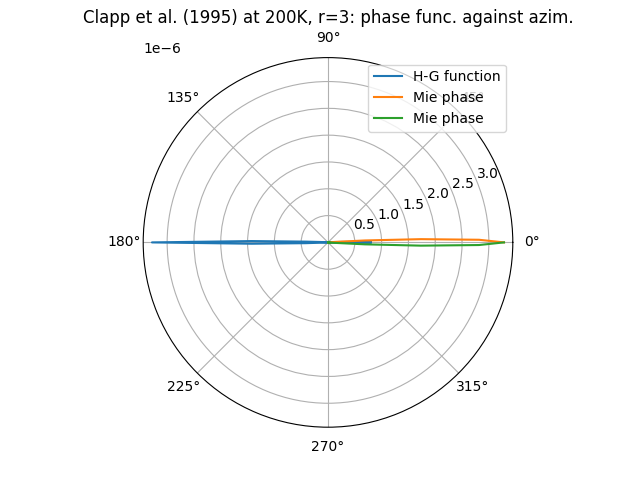 Clapp et al. (1995) at 200K, r=3: phase func. against azim.
90°
1e−6
135°
H-G function
Mie phase
Mie phase
3.0
2.5
2.0
1.5
1.0
0.5
180°
0°
225°
315°
270°